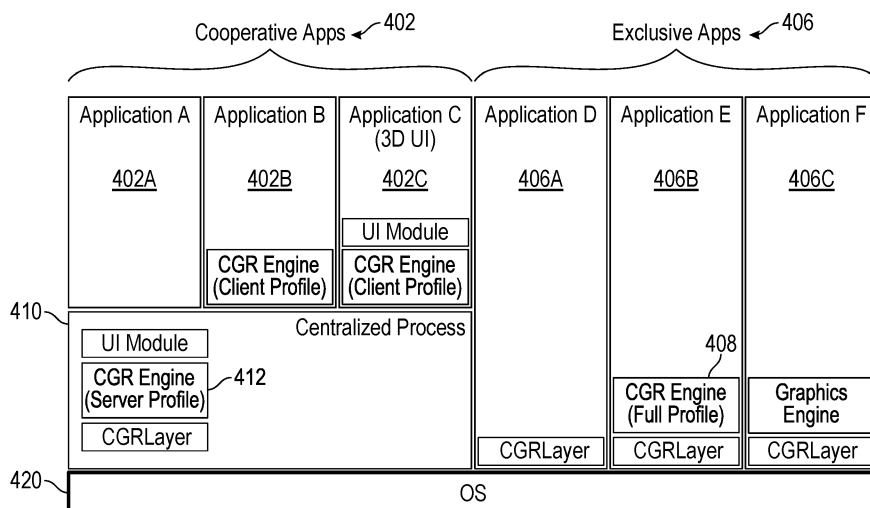 Cooperative Apps 402
Exclusive Apps 406
Application A
402A
Application B
402B
CGR Engine
(Client Profile)
Application C
(3D UI)
402C
UI Module
CGR Engine
(Client Profile)
Application D
406A
CGRLayer
Application E
406B
408
CGR Engine
(Full Profile)
CGRLayer
Application F
406C
Graphics
Engine
CGRLayer
410
Centralized Process
UI Module
CGR Engine
(Server Profile)
412
CGRLayer
420
OS